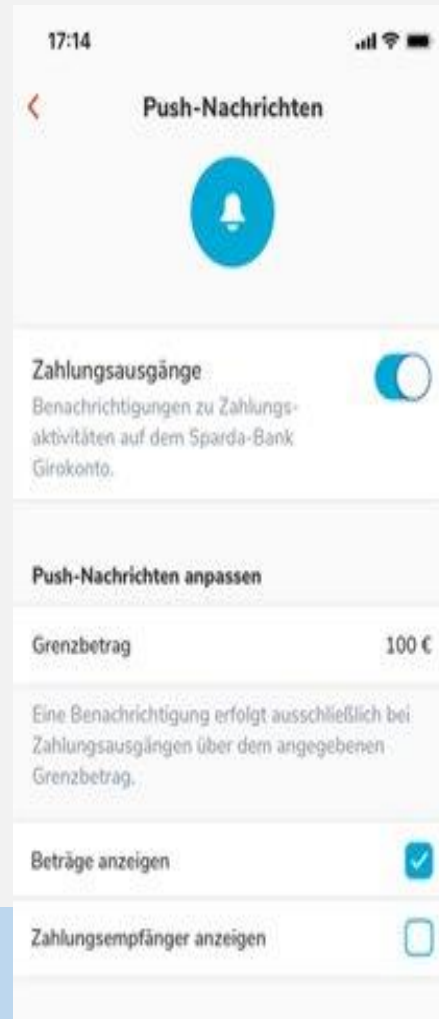 17:14
Push-Nachrichten
Zahlungsausgänge
Benachrichtigungen zu Zahlungs-
aktivitäten auf dem Sparda-Bank
Girokonto.
Push-Nachrichten anpassen
Grenzbetrag 100 €
Eine Benachrichtigung erfolgt ausschließlich bei
Zahlungsausgängen über dem angegebenen
Grenzbetrag.
Beträge anzeigen
Zahlungsempfänger anzeigen